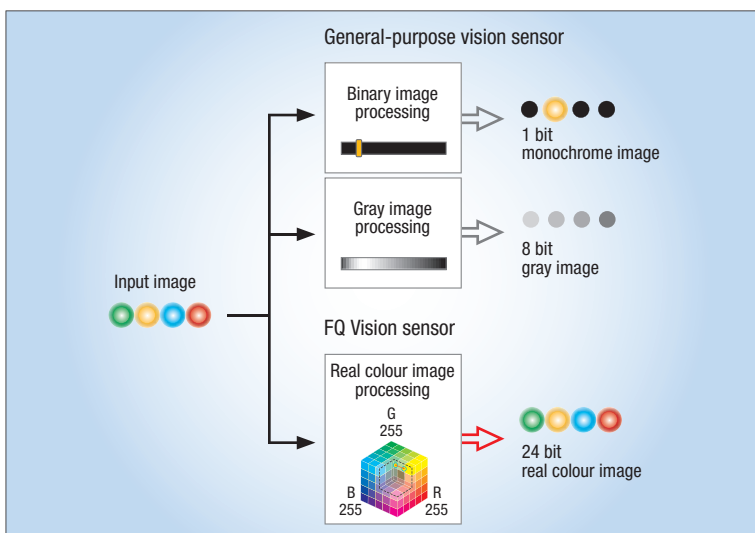 General-purpose vision sensor
Binary image
processing
1 bit
monochrome image
Gray image
processing
8 bit
gray image
Input image
FQ Vision sensor
Real colour image
processing
G
255
B
255
R
255
24 bit
real colour image